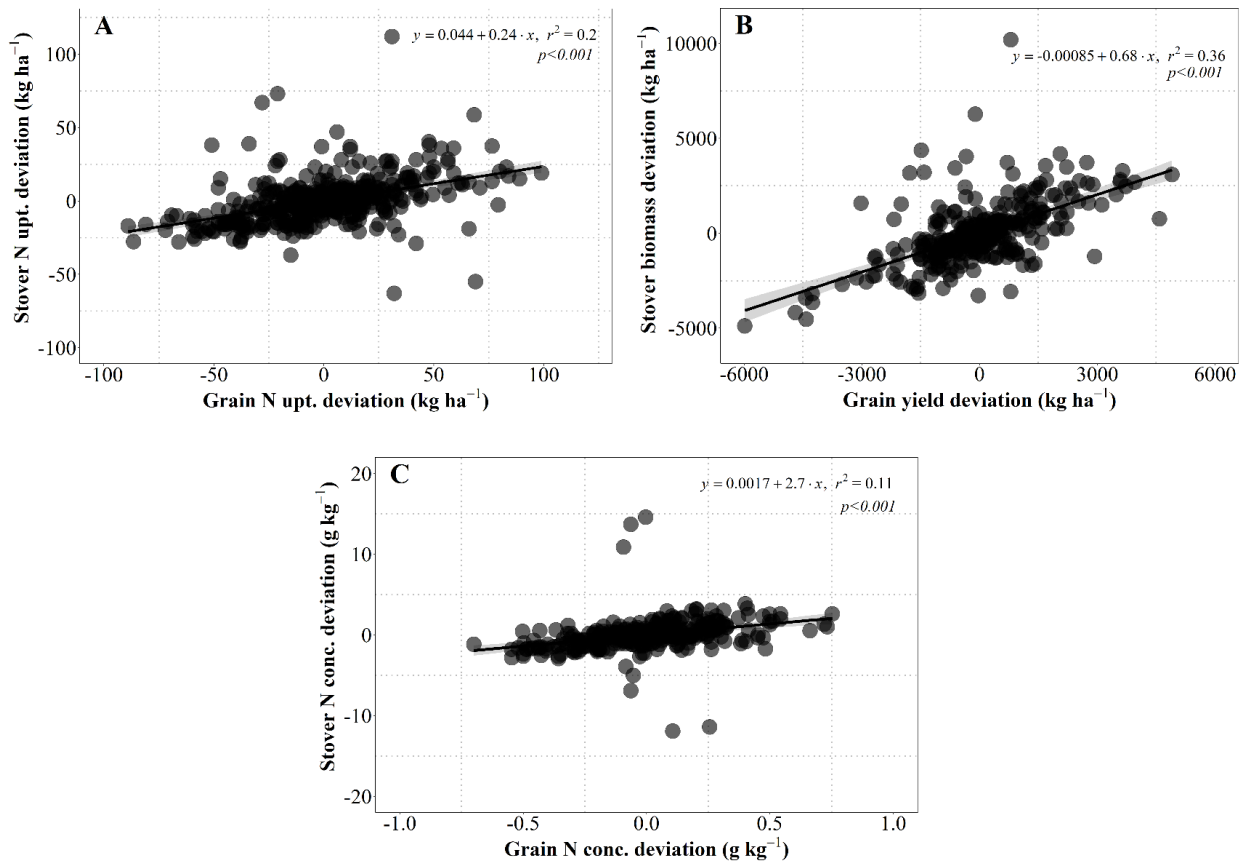 A
y = 0.044 + 0.24 · x, r² = 0.2
p<0.001
100
50
0
-50
-100
Stover N upt. deviation (kg ha⁻¹)
-100 -50 0 50 100
Grain N upt. deviation (kg ha⁻¹)
B
y = -0.00085 + 0.68 · x, r² = 0.36
p<0.001
10000
5000
0
-5000
Stover biomass deviation (kg ha⁻¹)
-6000 -3000 0 3000 6000
Grain yield deviation (kg ha⁻¹)
C
y = 0.0017 + 2.7 · x, r² = 0.11
p<0.001
20
10
0
-10
-20
Stover N conc. deviation (g kg⁻¹)
-1.0 -0.5 0.0 0.5 1.0
Grain N conc. deviation (g kg⁻¹)